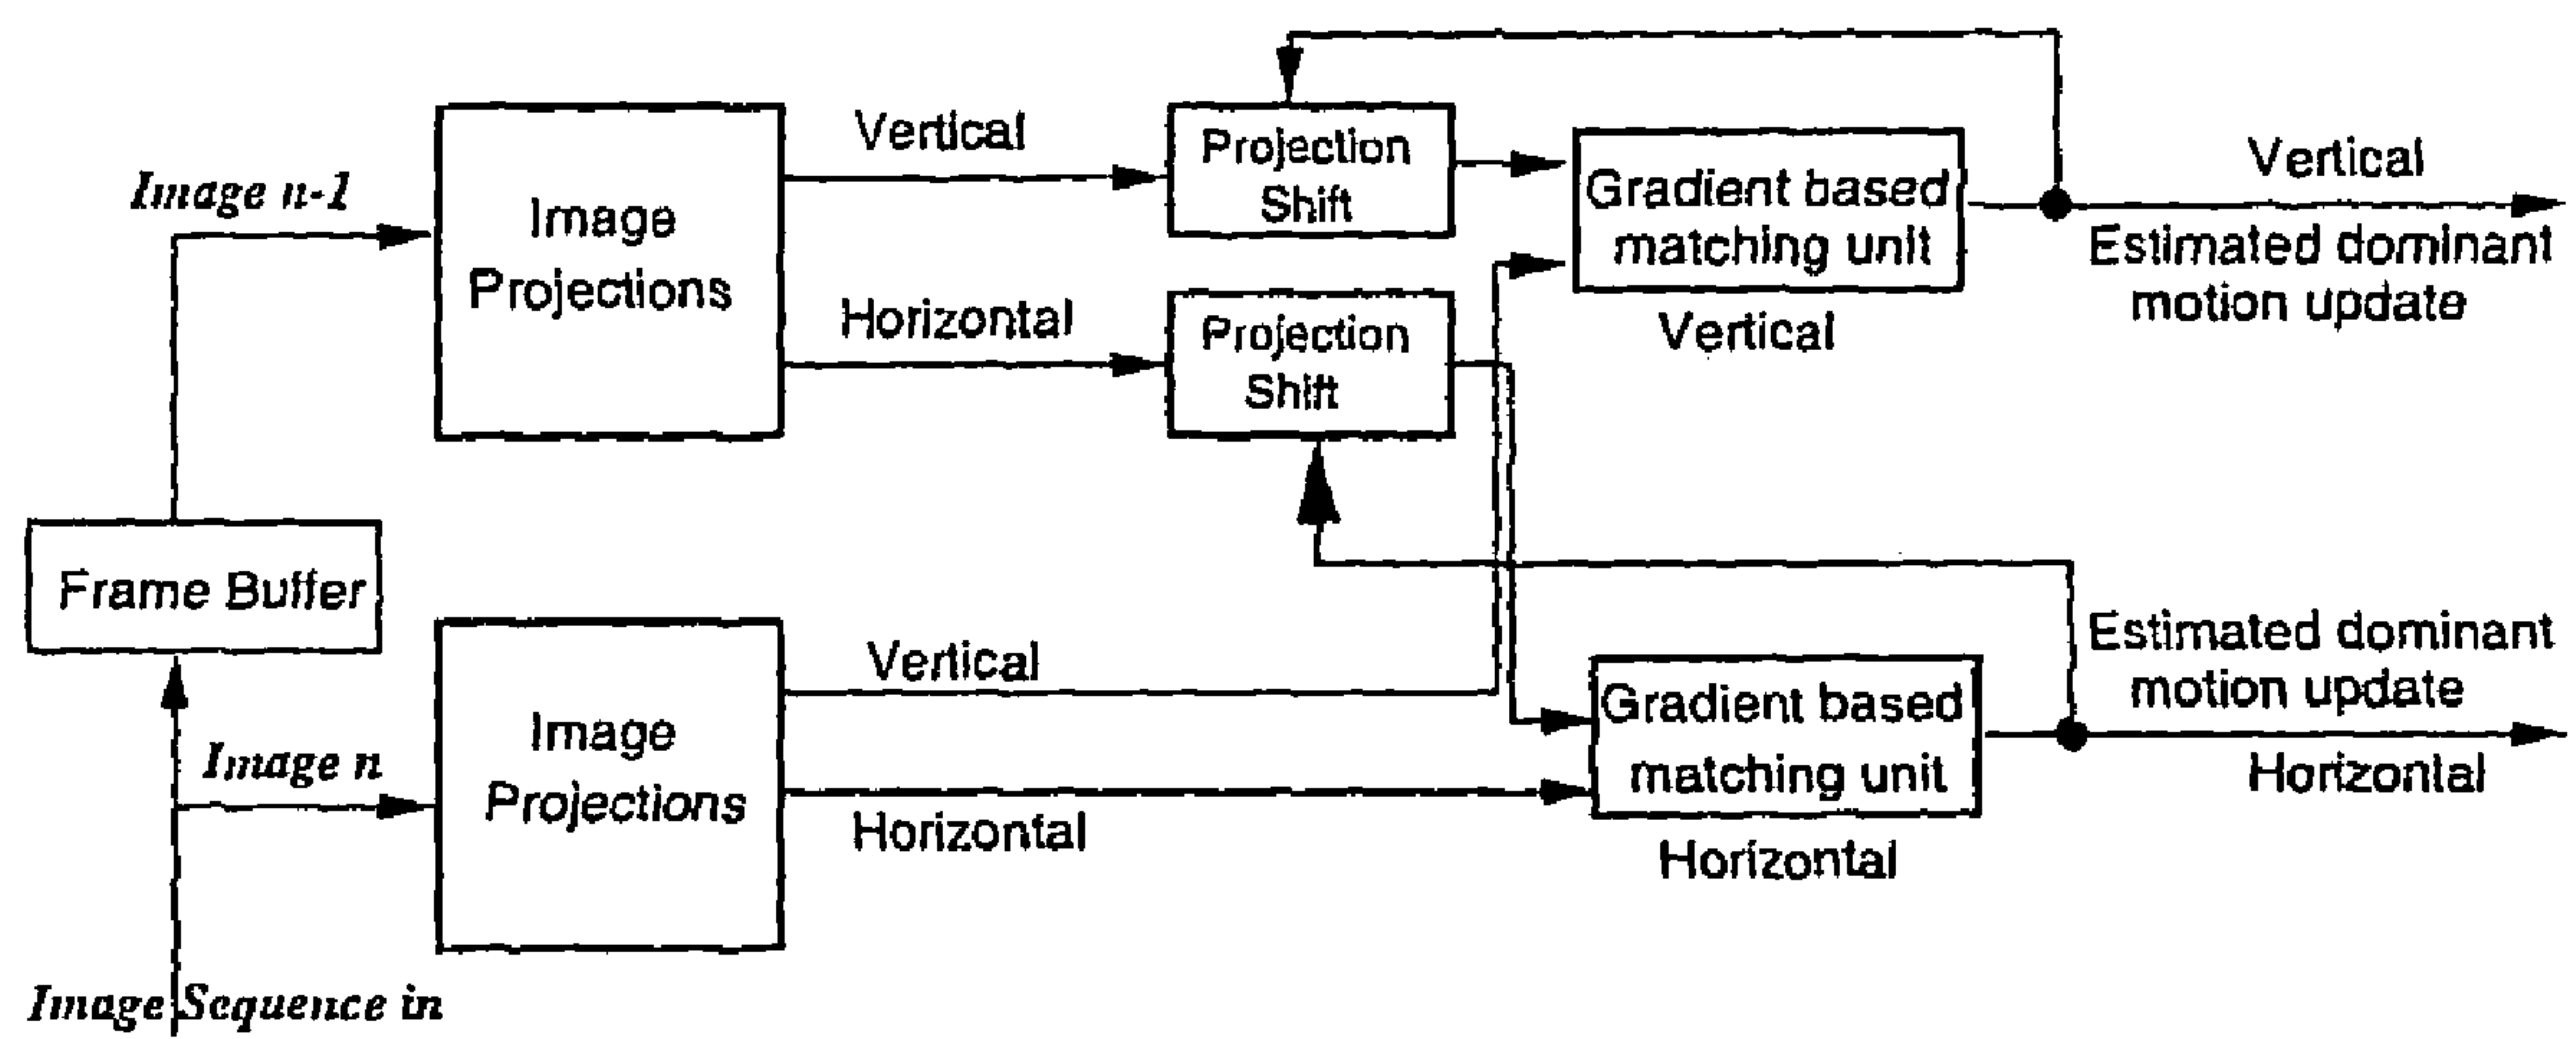 Image n-1
Image
Projections
Vertical
Horizontal
Projection
Shift
Projection
Shift
Gradient based
matching unit
Vertical
Vertical
Estimated dominant
motion update
Frame Buffer
Image n
Image Sequence in
Image
Projections
Vertical
Horizontal
Gradient based
matching unit
Horizontal
Estimated dominant
motion update
Horizontal